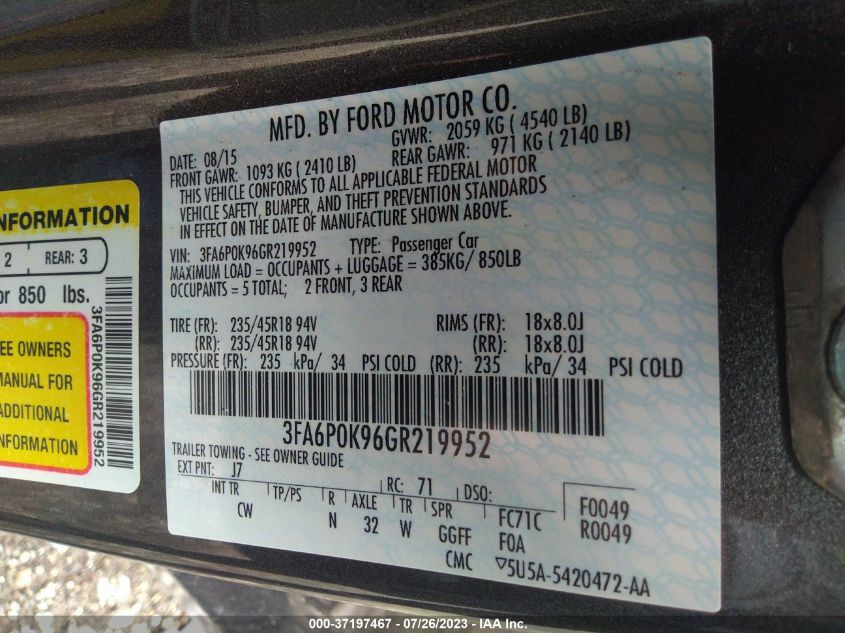 MFD. BY FORD MOTOR CO.
DATE: 08/15 GVWR: 2059 KG ( 4540 LB)
FRONT GAWR: 1093 KG ( 2410 LB) REAR GAWR: 971 KG ( 2140 LB)
THIS VEHICLE CONFORMS TO ALL APPLICABLE FEDERAL MOTOR
VEHICLE SAFETY, BUMPER, AND THEFT PREVENTION STANDARDS
IN EFFECT ON THE DATE OF MANUFACTURE SHOWN ABOVE.
VIN: 3FA6P0K96GR219952 TYPE: Passenger Car
MAXIMUM LOAD = OCCUPANTS + LUGGAGE = 385KG/ 850LB
OCCUPANTS = 5 TOTAL; 2 FRONT, 3 REAR
TIRE (FR): 235/45R18 94V RIMS (FR): 18x8.0J
(RR): 235/45R18 94V (RR): 18x8.0J
PRESSURE (FR): 235 kPa/ 34 PSI COLD (RR): 235 kPa/ 34 PSI COLD
3FA6P0K96GR219952
TRAILER TOWING - SEE OWNER GUIDE
EXT PNT: J7 RC: 71 DSO:
INT TR TP/PS R AXLE TR SPR FC71C F0049
CW N 32 W GGFF F0A R0049
CMC ▽5U5A-5420472-AA
NFORMATION
2 REAR: 3
or 850 lbs.
EE OWNERS
MANUAL FOR
ADDITIONAL
NFORMATION
3FA6P0K96GR219952
000-37197467 - 07/26/2023 - IAA Inc.